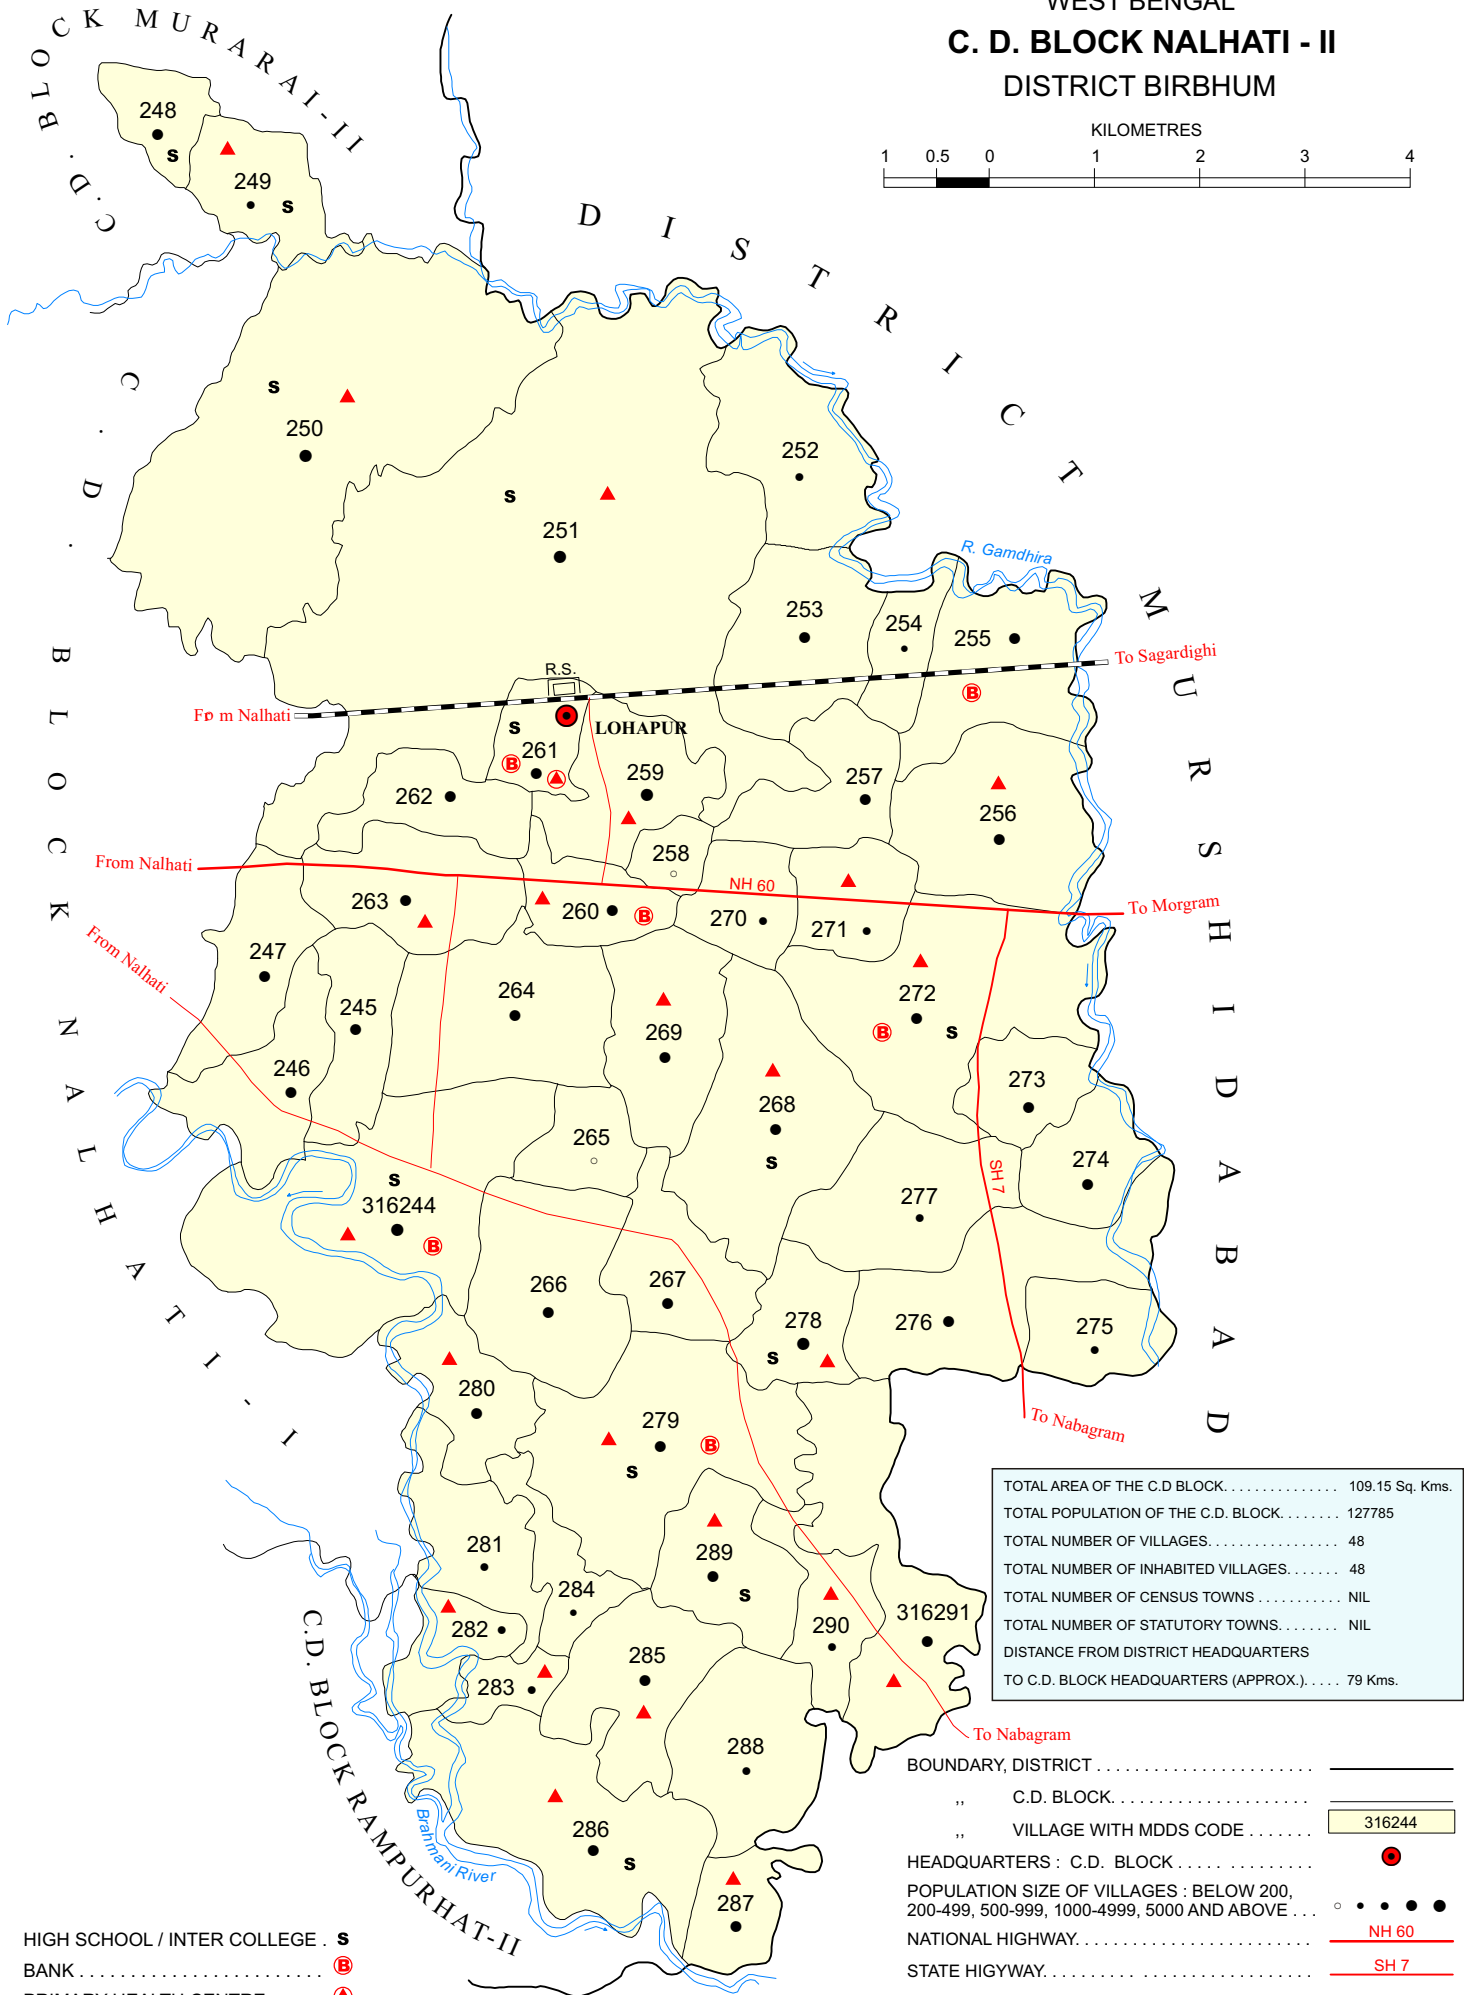 WEST BENGAL
C. D. BLOCK NALHATI - II
DISTRICT BIRBHUM
KILOMETRES
1 0.5 0 1 2 3 4
C.D. BLOCK MURARAI-II
DISTRICT MURSHIDABAD
C.D. BLOCK NALHATI-I
C.D. BLOCK RAMPURHAT-II
248
S
249
S
S
250
252
S
251
R. Gamdhira
253
254
255
To Sagardighi
R.S.
From Nalhati
B
LOHAPUR
S
261
B
259
257
262
256
258
From Nalhati
NH 60
263
260
B
270
271
To Morgram
From Nalhati
247
245
264
269
272
B
S
246
273
268
265
S
274
S
316244
B
277
SH 7
266
267
278
S
276
275
280
279
B
S
To Nabagram
281
289
S
284
282
290
316291
285
283
288
To Nabagram
286
S
Brahmani River
287
TOTAL AREA OF THE C.D BLOCK. . . . . . . . . . . . . . . 109.15 Sq. Kms.
TOTAL POPULATION OF THE C.D. BLOCK. . . . . . . . 127785
TOTAL NUMBER OF VILLAGES. . . . . . . . . . . . . . . . . 48
TOTAL NUMBER OF INHABITED VILLAGES. . . . . . . 48
TOTAL NUMBER OF CENSUS TOWNS . . . . . . . . . . . NIL
TOTAL NUMBER OF STATUTORY TOWNS. . . . . . . . NIL
DISTANCE FROM DISTRICT HEADQUARTERS
TO C.D. BLOCK HEADQUARTERS (APPROX.). . . . . 79 Kms.
BOUNDARY, DISTRICT . . . . . . . . . . . . . . . . . . . . . . .
,, C.D. BLOCK. . . . . . . . . . . . . . . . . . . . .
,, VILLAGE WITH MDDS CODE . . . . . . . 316244
HEADQUARTERS : C.D. BLOCK . . . . . . . . . . . . . .
POPULATION SIZE OF VILLAGES : BELOW 200,
200-499, 500-999, 1000-4999, 5000 AND ABOVE . . .
NATIONAL HIGHWAY. . . . . . . . . . . . . . . . . . . . . . . . . NH 60
STATE HIGYWAY. . . . . . . . . . . . . . . . . . . . . . . . . . . . SH 7
HIGH SCHOOL / INTER COLLEGE . S
BANK . . . . . . . . . . . . . . . . . . . . . . . . B
PRIMARY HEALTH CENTRE